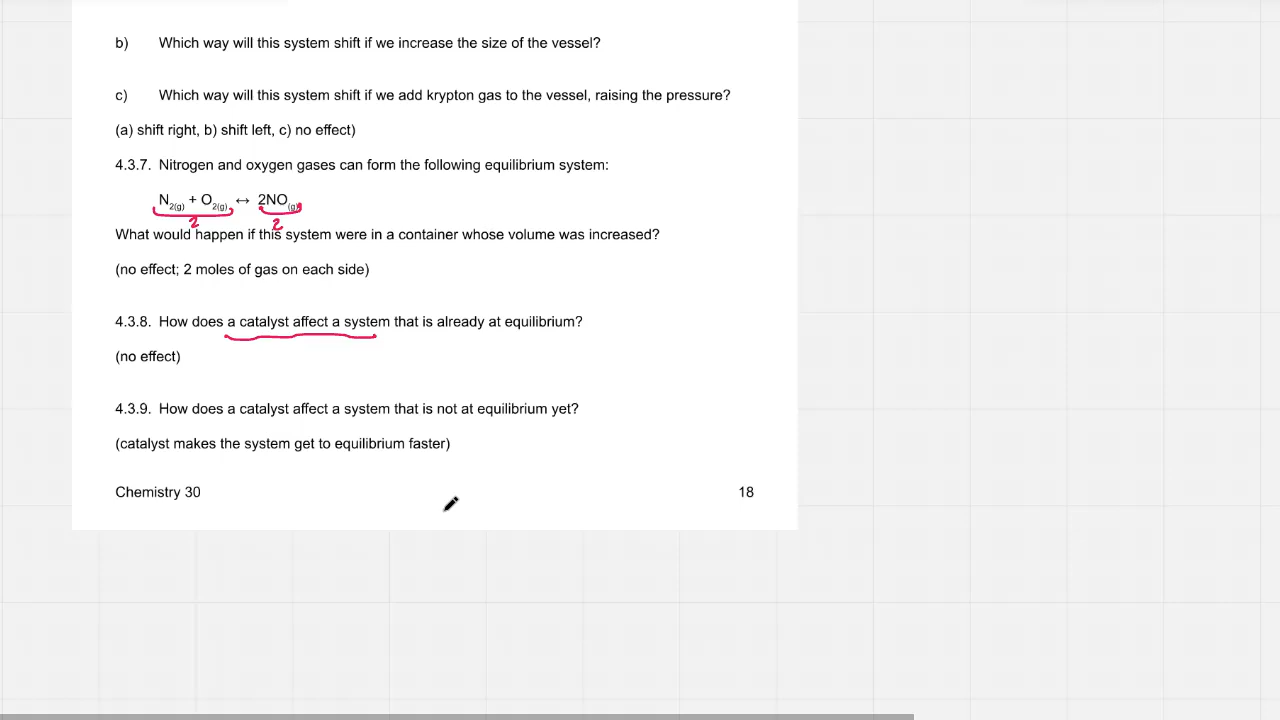 b) Which way will this system shift if we increase the size of the vessel?
c) Which way will this system shift if we add krypton gas to the vessel, raising the pressure?
(a) shift right, b) shift left, c) no effect)
4.3.7. Nitrogen and oxygen gases can form the following equilibrium system:
N2(g) + O2(g) ↔ 2NO(g)
2 2
What would happen if this system were in a container whose volume was increased?
(no effect; 2 moles of gas on each side)
4.3.8. How does a catalyst affect a system that is already at equilibrium?
(no effect)
4.3.9. How does a catalyst affect a system that is not at equilibrium yet?
(catalyst makes the system get to equilibrium faster)
Chemistry 30 18